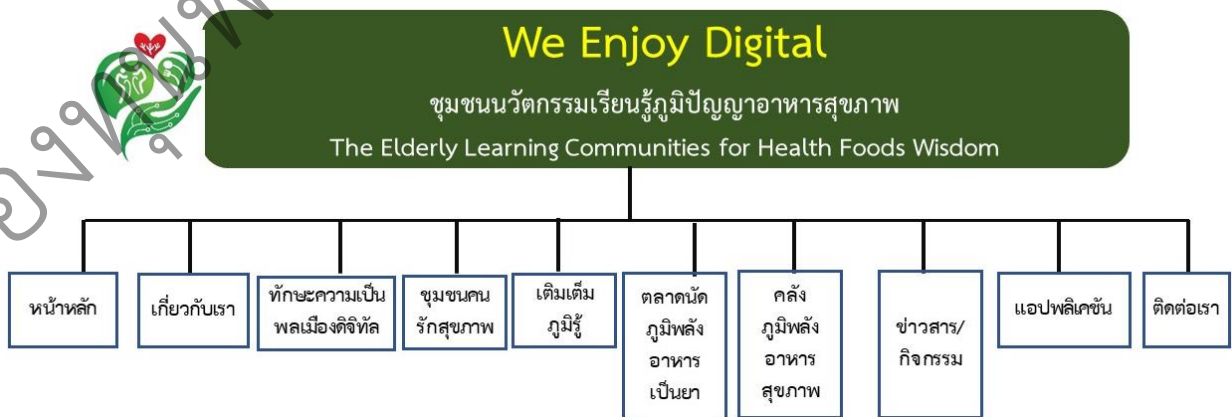 We Enjoy Digital
ชุมชนนวัตกรรมเรียนรู้ภูมิปัญญาอาหารสุขภาพ
The Elderly Learning Communities for Health Foods Wisdom
หน้าหลัก
เกี่ยวกับเรา
ทักษะความเป็น
พลเมืองดิจิทัล
ชุมชนคน
รักสุขภาพ
เติมเต็ม
ภูมิรู้
ตลาดนัด
ภูมิพลัง
อาหาร
เป็นยา
คลัง
ภูมิพลัง
อาหาร
สุขภาพ
ข่าวสาร/
กิจกรรม
แอปพลิเคชัน
ติดต่อเรา